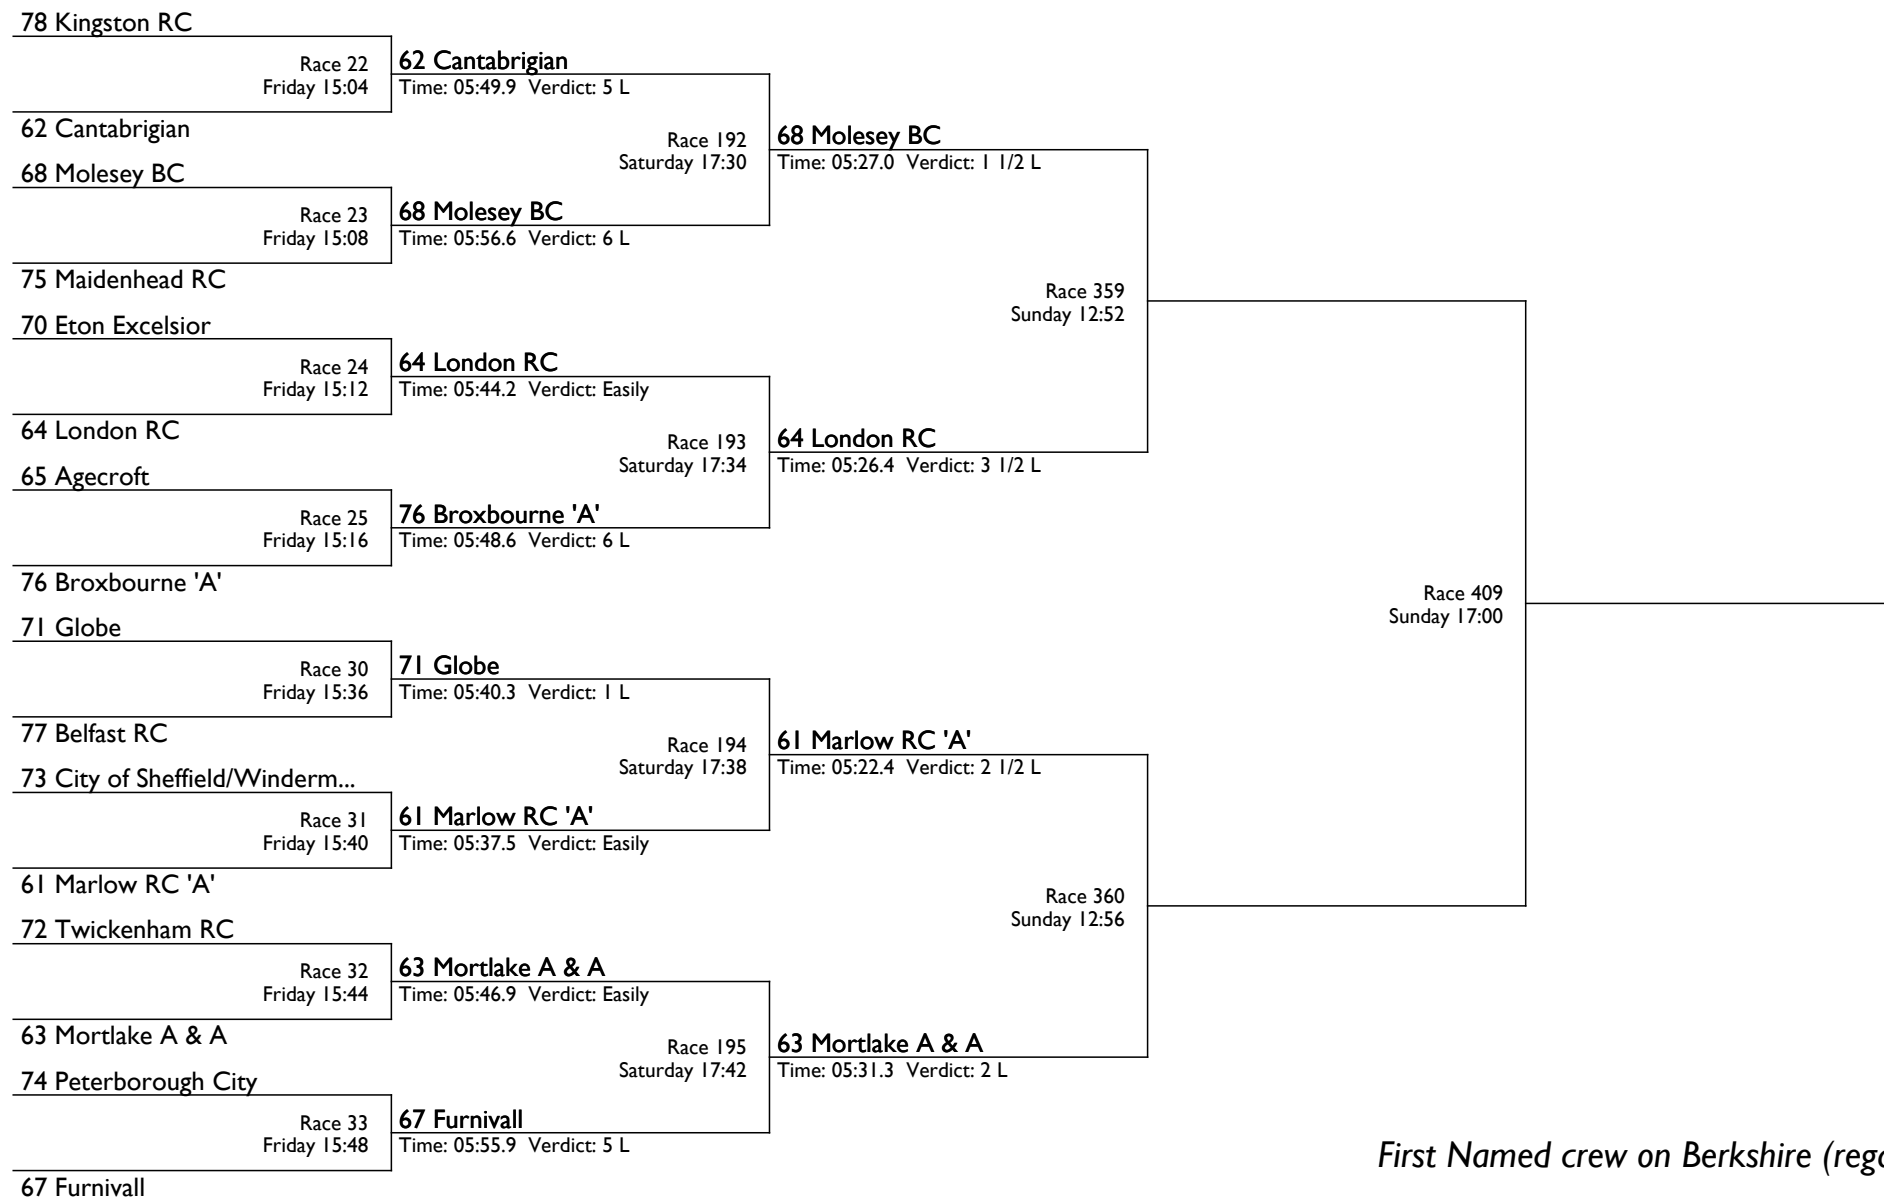 78 Kingston RC
Race 22
Friday 15:04
62 Cantabrigian
Time: 05:49.9 Verdict: 5 L
62 Cantabrigian
Race 192
Saturday 17:30
68 Molesey BC
Time: 05:27.0 Verdict: 1 1/2 L
68 Molesey BC
Race 23
Friday 15:08
68 Molesey BC
Time: 05:56.6 Verdict: 6 L
75 Maidenhead RC
Race 359
Sunday 12:52
70 Eton Excelsior
Race 24
Friday 15:12
64 London RC
Time: 05:44.2 Verdict: Easily
64 London RC
Race 193
Saturday 17:34
64 London RC
Time: 05:26.4 Verdict: 3 1/2 L
65 Agecroft
Race 25
Friday 15:16
76 Broxbourne 'A'
Time: 05:48.6 Verdict: 6 L
76 Broxbourne 'A'
Race 409
Sunday 17:00
71 Globe
Race 30
Friday 15:36
71 Globe
Time: 05:40.3 Verdict: 1 L
77 Belfast RC
Race 194
Saturday 17:38
61 Marlow RC 'A'
Time: 05:22.4 Verdict: 2 1/2 L
73 City of Sheffield/Winderm...
Race 31
Friday 15:40
61 Marlow RC 'A'
Time: 05:37.5 Verdict: Easily
61 Marlow RC 'A'
Race 360
Sunday 12:56
72 Twickenham RC
Race 32
Friday 15:44
63 Mortlake A & A
Time: 05:46.9 Verdict: Easily
63 Mortlake A & A
Race 195
Saturday 17:42
63 Mortlake A & A
Time: 05:31.3 Verdict: 2 L
74 Peterborough City
Race 33
Friday 15:48
67 Furnivall
Time: 05:55.9 Verdict: 5 L
67 Furnivall
First Named crew on Berkshire